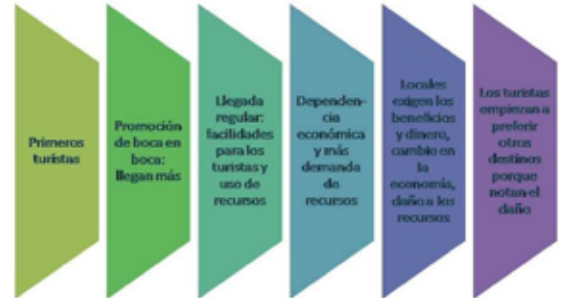 Primeros
turistas
Promoción
de boca en
boca:
llegan más
Llegada
regular:
facilidades
para los
turistas y
uso de
recursos
Dependen-
cia
económica
y más
demanda
de
recursos
Locales
exigen los
beneficios
y dinero,
cambio en
la
economía,
daño a los
recursos
Los turistas
empiezan a
preferir
otros
destinos
porque
notan el
daño